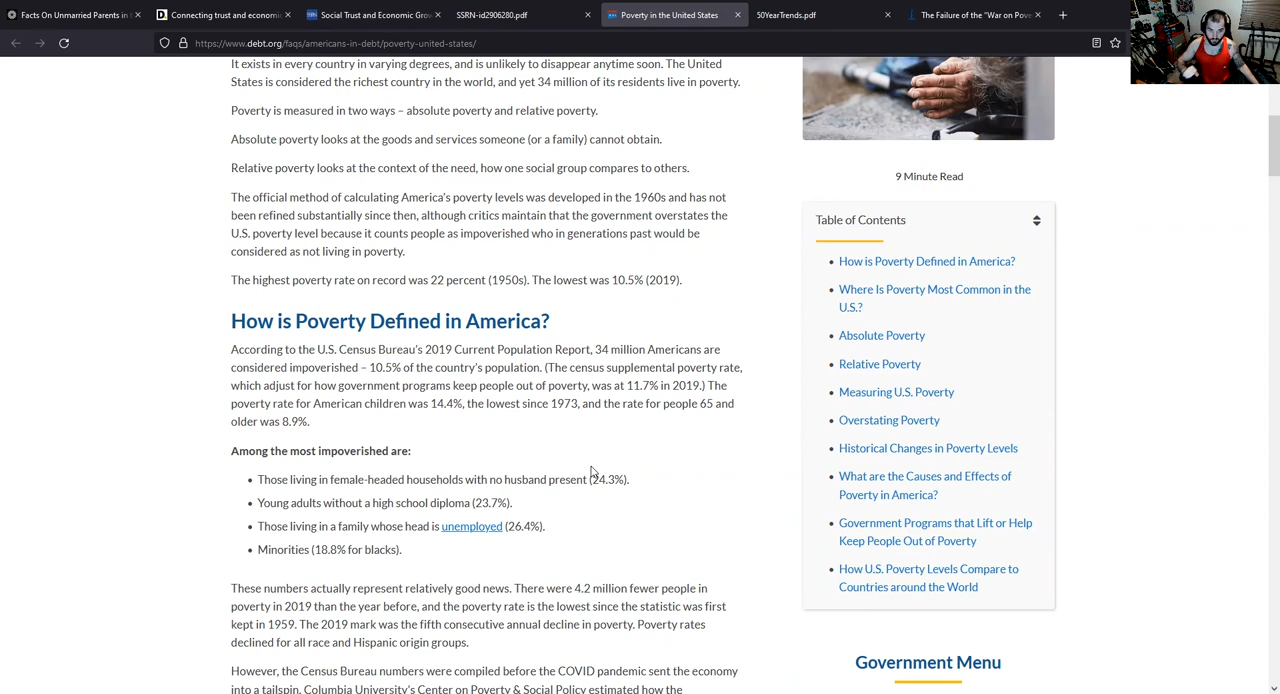 Facts On Unmarried Parents in
Connecting trust and economic
Social Trust and Economic Grow
SSRN-id2906280.pdf
Poverty in the United States
50YearTrends.pdf
The Failure of the "War on Pove
https://www.debt.org/faqs/americans-in-debt/poverty-united-states/
It exists in every country in varying degrees, and is unlikely to disappear anytime soon. The United
States is considered the richest country in the world, and yet 34 million of its residents live in poverty.
Poverty is measured in two ways – absolute poverty and relative poverty.
Absolute poverty looks at the goods and services someone (or a family) cannot obtain.
Relative poverty looks at the context of the need, how one social group compares to others.
The official method of calculating America's poverty levels was developed in the 1960s and has not
been refined substantially since then, although critics maintain that the government overstates the
U.S. poverty level because it counts people as impoverished who in generations past would be
considered as not living in poverty.
The highest poverty rate on record was 22 percent (1950s). The lowest was 10.5% (2019).
How is Poverty Defined in America?
According to the U.S. Census Bureau's 2019 Current Population Report, 34 million Americans are
considered impoverished – 10.5% of the country's population. (The census supplemental poverty rate,
which adjust for how government programs keep people out of poverty, was at 11.7% in 2019.) The
poverty rate for American children was 14.4%, the lowest since 1973, and the rate for people 65 and
older was 8.9%.
Among the most impoverished are:
Those living in female-headed households with no husband present (24.3%).
Young adults without a high school diploma (23.7%).
Those living in a family whose head is unemployed (26.4%).
Minorities (18.8% for blacks).
These numbers actually represent relatively good news. There were 4.2 million fewer people in
poverty in 2019 than the year before, and the poverty rate is the lowest since the statistic was first
kept in 1959. The 2019 mark was the fifth consecutive annual decline in poverty. Poverty rates
declined for all race and Hispanic origin groups.
However, the Census Bureau numbers were compiled before the COVID pandemic sent the economy
into a tailspin. Columbia University's Center on Poverty & Social Policy estimated how the
9 Minute Read
Table of Contents
How is Poverty Defined in America?
Where Is Poverty Most Common in the
U.S.?
Absolute Poverty
Relative Poverty
Measuring U.S. Poverty
Overstating Poverty
Historical Changes in Poverty Levels
What are the Causes and Effects of
Poverty in America?
Government Programs that Lift or Help
Keep People Out of Poverty
How U.S. Poverty Levels Compare to
Countries around the World
Government Menu